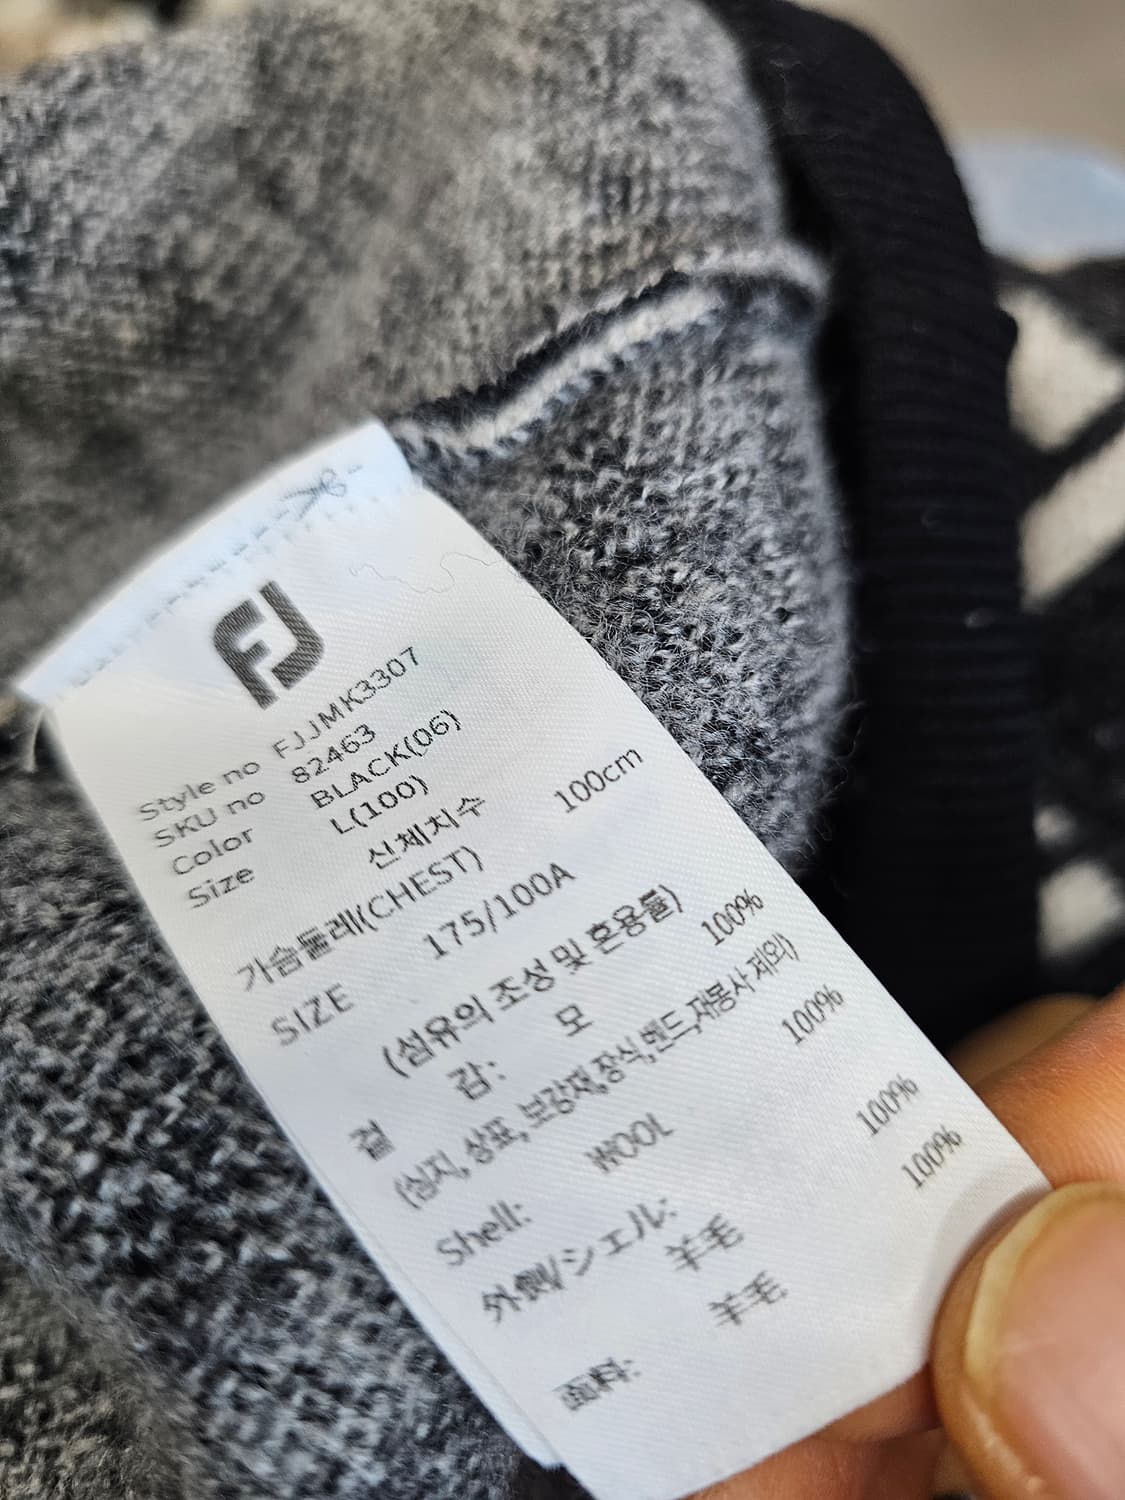 FJ
Style no FJJMK3307
SKU no 82463
Color BLACK(06)
Size L(100)
신체치수
가슴둘레(CHEST) 100cm
SIZE 175/100A
(섬유의 조성 및 혼용률)
겉 감: 모 100%
(심지, 상표, 보강재,장식,밴드,재봉사 제외)
Shell: WOOL 100%
外側/シェル: 羊毛 100%
面料: 羊毛 100%